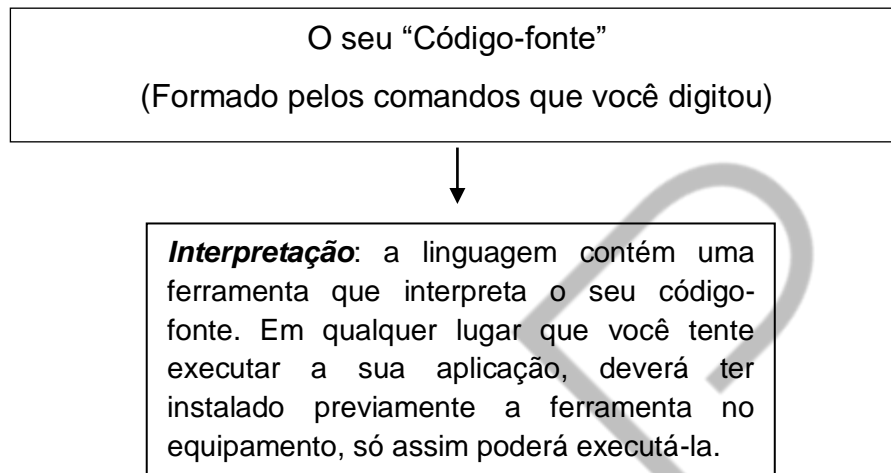 O seu “Código-fonte”
(Formado pelos comandos que você digitou)
Interpretação: a linguagem contém uma
ferramenta que interpreta o seu código-
fonte. Em qualquer lugar que você tente
executar a sua aplicação, deverá ter
instalado previamente a ferramenta no
equipamento, só assim poderá executá-la.